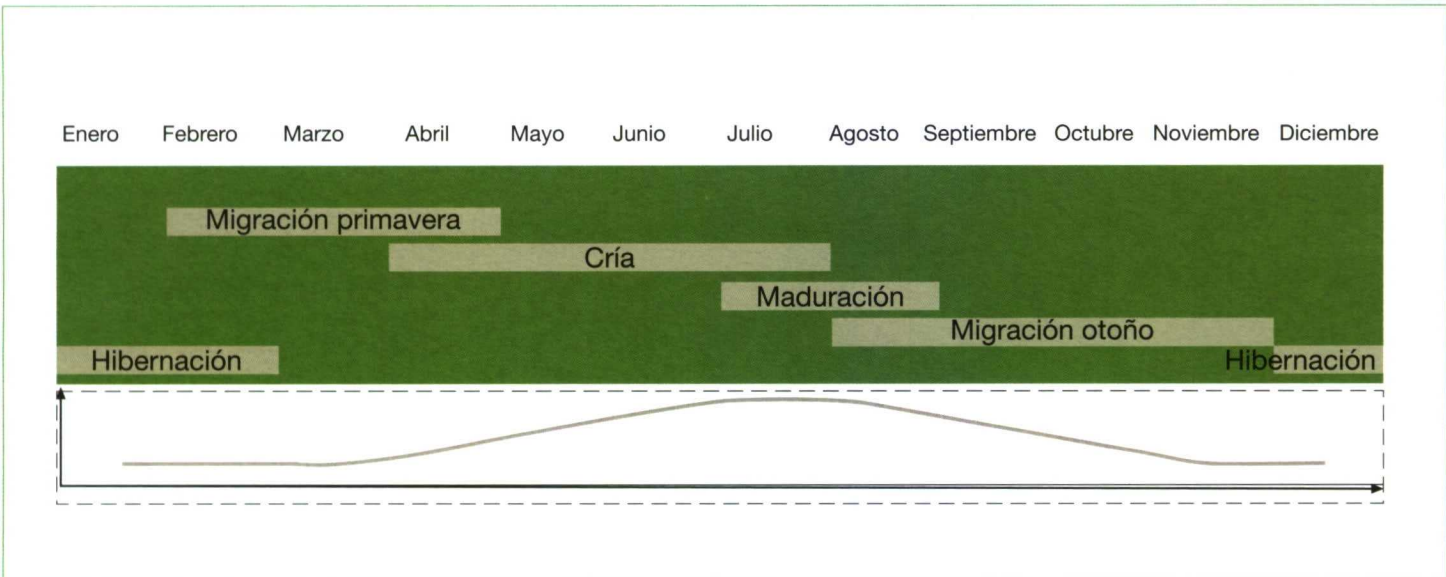 Enero Febrero Marzo Abril Mayo Junio Julio Agosto Septiembre Octubre Noviembre Diciembre
Migración primavera
Cría
Maduración
Migración otoño
Hibernación Hibernación